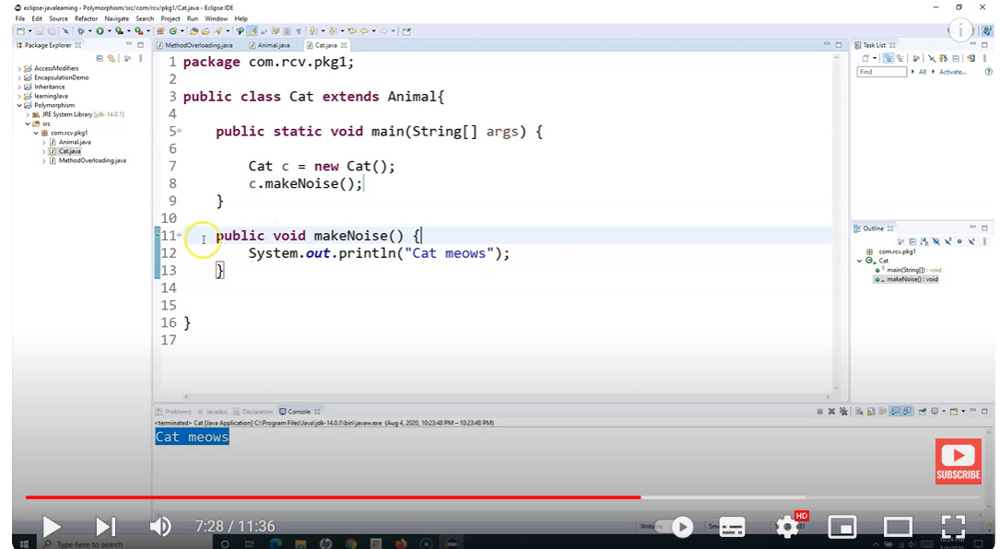 eclipse-javalearning - Polymorphism/src/com/rcv/pkg1/Cat.java - Eclipse IDE
File Edit Source Refactor Navigate Search Project Run Window Help
Package Explorer
AccessModifiers
EncapsulationDemo
Inheritance
learningJava
Polymorphism
JRE System Library [jdk-14.0.1]
src
com.rcv.pkg1
Animal.java
Cat.java
MethodOverloading.java
MethodOverloading.java Animal.java Cat.java
1 package com.rcv.pkg1;
2
3 public class Cat extends Animal{
4
5 public static void main(String[] args) {
6
7 Cat c = new Cat();
8 c.makeNoise();
9 }
10
11 public void makeNoise() {
12 System.out.println("Cat meows");
13 }
14
15
16 }
17
Task List
Find All Activate...
Outline
com.rcv.pkg1
Cat
main(String[]) : void
makeNoise() : void
Problems Javadoc Declaration Console
<terminated> Cat [Java Application] C:\Program Files\Java\jdk-14.0.1\bin\javaw.exe (Aug 4, 2020, 10:23:48 PM – 10:23:48 PM)
Cat meows
SUBSCRIBE
7:28 / 11:36
HD
Type here to search